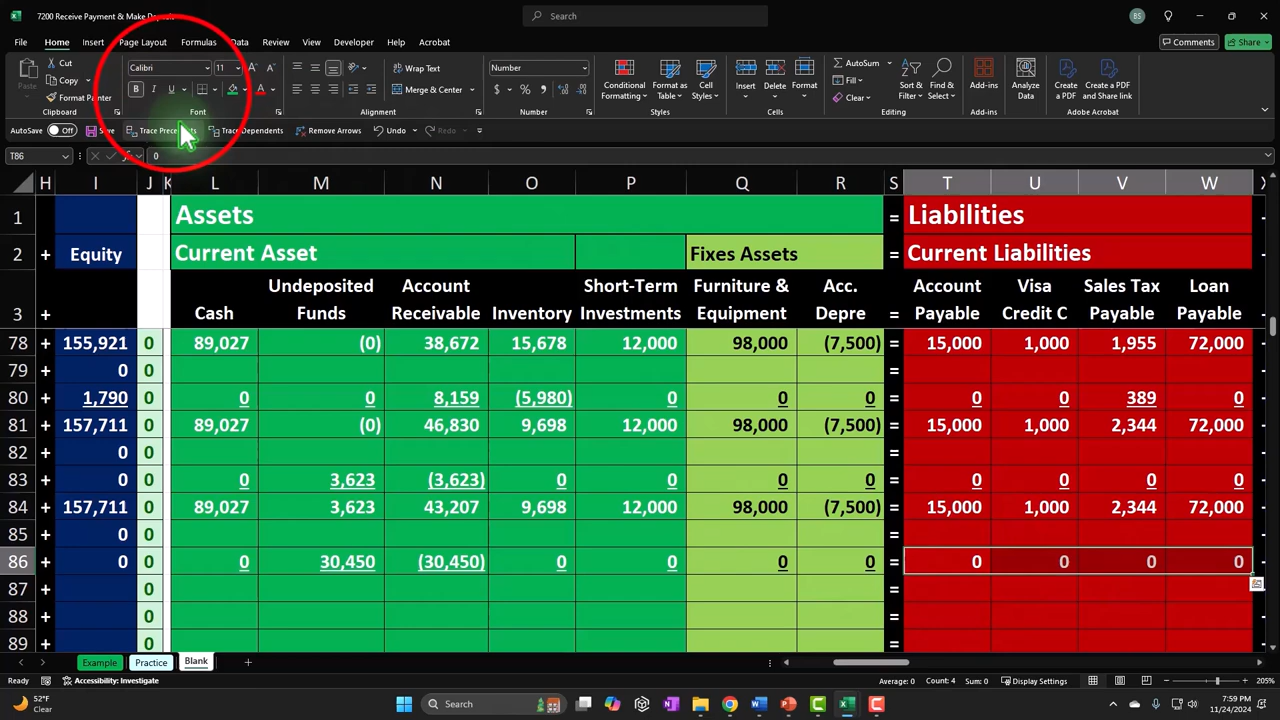 7200 Receive Payment & Make Deposits
Search
BS
File Home Insert Page Layout Formulas Data Review View Developer Help Acrobat
Comments Share
Paste Cut Copy Format Painter
Calibri 11
B I U
Wrap Text
Merge & Center
Number
Conditional Formatting Format As Table Cell Styles
Insert Delete Format
AutoSum Fill Clear
Sort & Filter Find & Select
Add-ins
Analyze Data
Create a PDF Create a PDF and Share
Clipboard Font Alignment Number Styles Cells Editing Add-ins Adobe Acrobat
AutoSave Off Save Trace Precedents Trace Dependents Remove Arrows Undo Redo
T86 fx 0
H I J K L M N O P Q R S T U V W X
1 Assets = Liabilities
2 + Equity Current Asset Fixes Assets = Current Liabilities
3 + Cash Undeposited Funds Account Receivable Inventory Short-Term Investments Furniture & Equipment Acc. Depre = Account Payable Visa Credit C Sales Tax Payable Loan Payable
78 + 155,921 0 89,027 (0) 38,672 15,678 12,000 98,000 (7,500) = 15,000 1,000 1,955 72,000
79 + 0 0 =
80 + 1,790 0 0 0 8,159 (5,980) 0 0 0 = 0 0 389 0
81 + 157,711 0 89,027 (0) 46,830 9,698 12,000 98,000 (7,500) = 15,000 1,000 2,344 72,000
82 + 0 0 =
83 + 0 0 0 3,623 (3,623) 0 0 0 0 = 0 0 0 0
84 + 157,711 0 89,027 3,623 43,207 9,698 12,000 98,000 (7,500) = 15,000 1,000 2,344 72,000
85 + 0 0 =
86 + 0 0 0 30,450 (30,450) 0 0 0 0 = 0 0 0 0
87 + 0 =
88 + 0 =
89 + 0 =
Example Practice Blank
Ready Accessibility: Investigate
Average: 0 Count: 4 Sum: 0 Display Settings 205%
52°F
Clear
Search
7:59 PM
11/24/2024